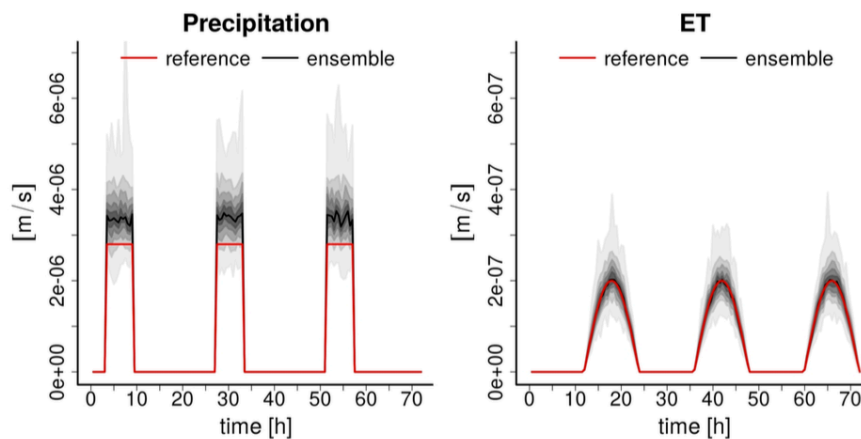 Precipitation
reference ensemble
[m/s]
0e+00 2e-06 4e-06 6e-06
0 10 20 30 40 50 60 70
time [h]
ET
reference ensemble
[m/s]
0e+00 2e-07 4e-07 6e-07
0 10 20 30 40 50 60 70
time [h]